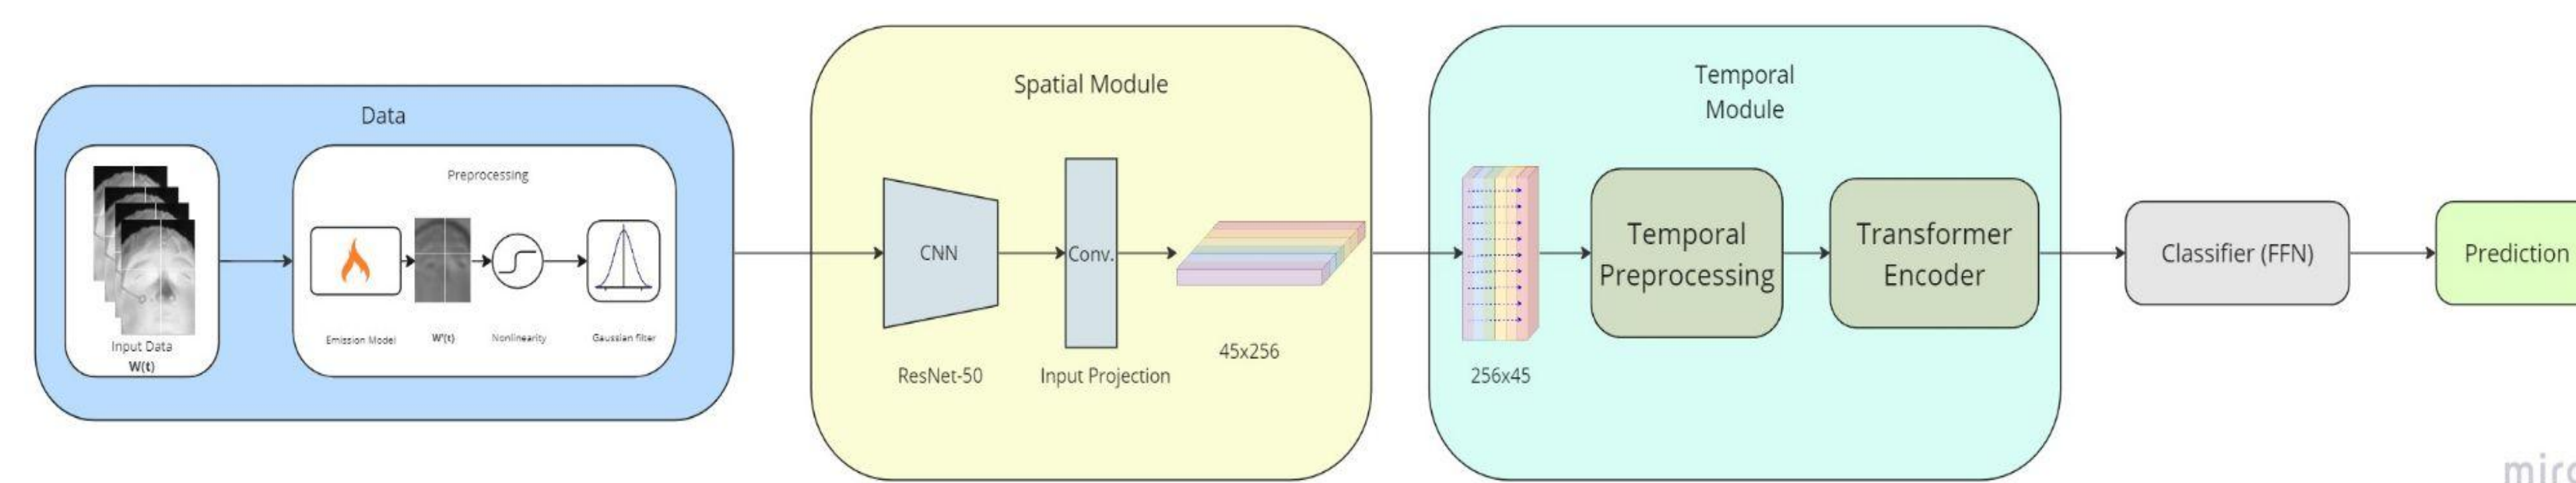 Data
Input Data
W(t)
Preprocessing
Emission Model
W'(t)
Nonlinearity
Gaussian filter
Spatial Module
CNN
ResNet-50
Conv.
Input Projection
45x256
Temporal
Module
256x45
Temporal
Preprocessing
Transformer
Encoder
Classifier (FFN)
Prediction